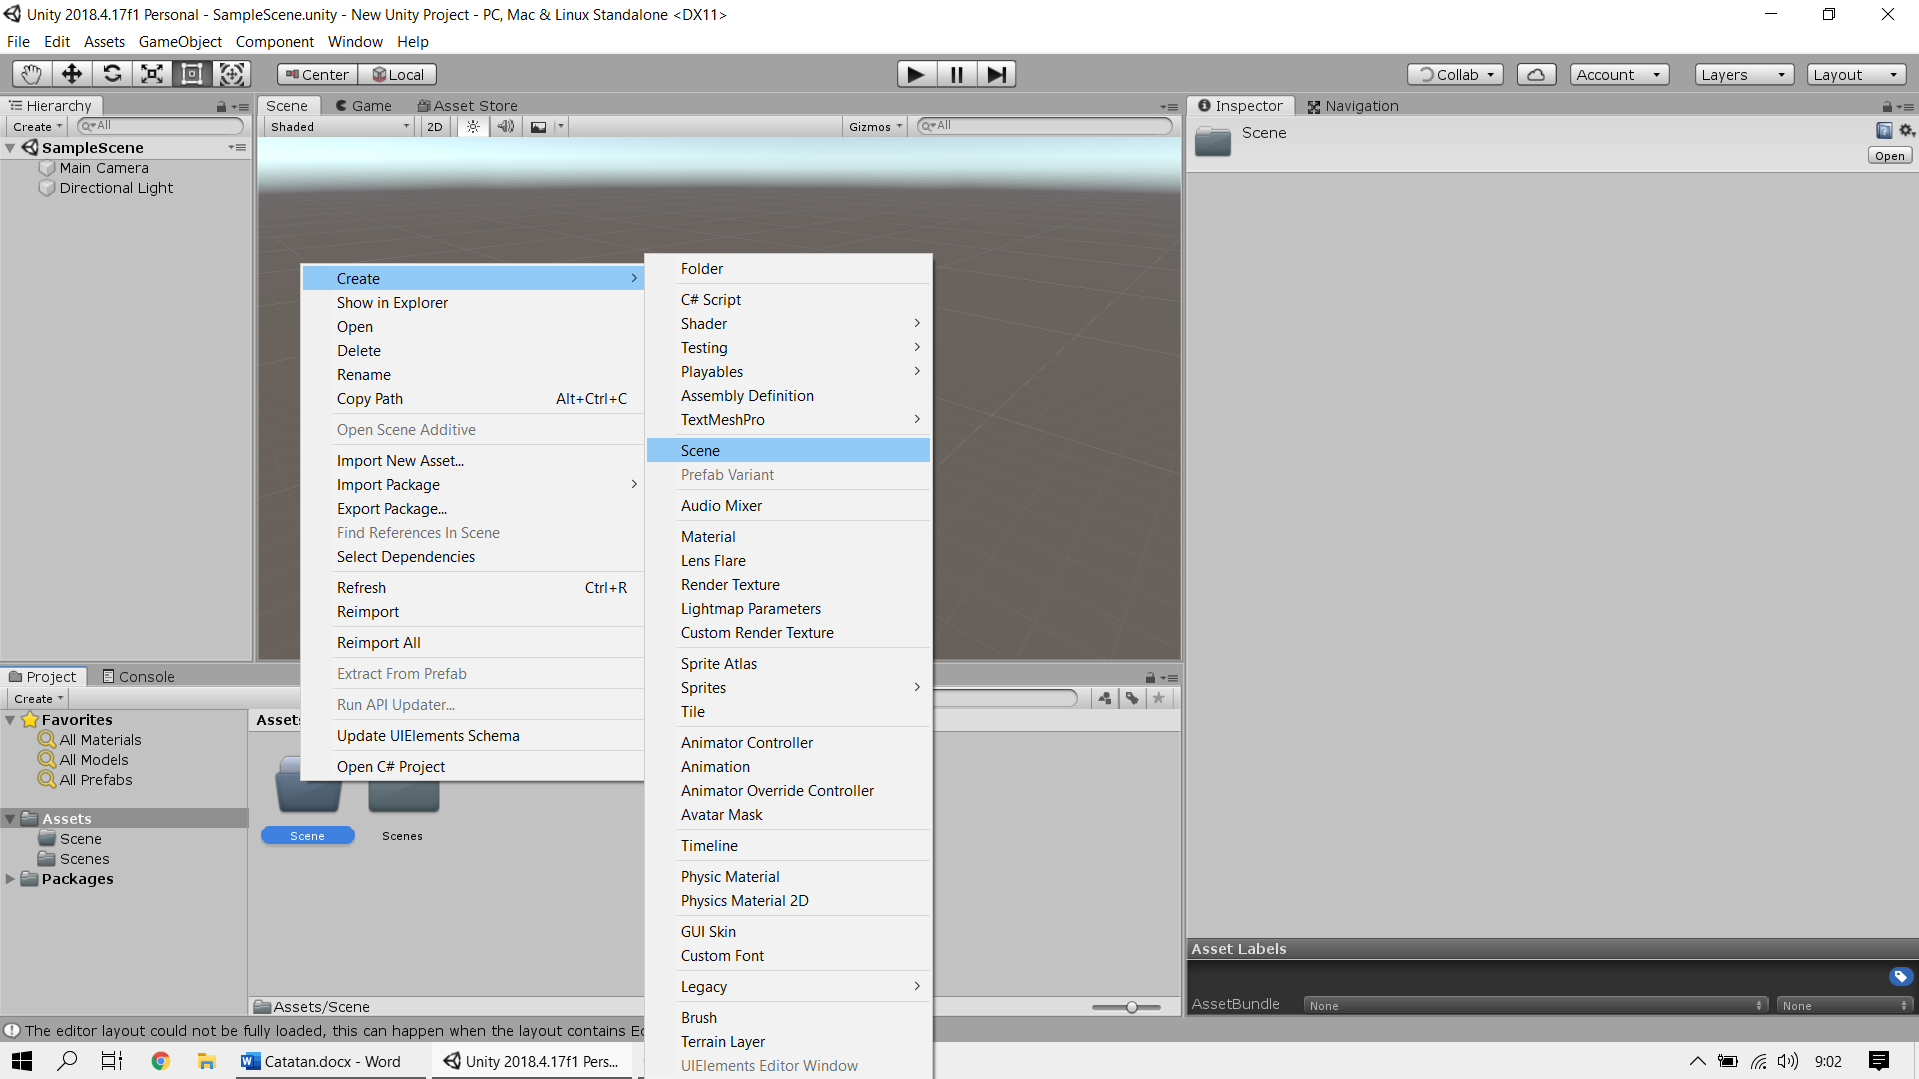 Unity 2018.4.17f1 Personal - SampleScene.unity - New Unity Project - PC, Mac & Linux Standalone <DX11>
File Edit Assets GameObject Component Window Help
Center Local Collab Account Layers Layout
Hierarchy
Create All
SampleScene
Main Camera
Directional Light
Scene Game Asset Store
Shaded 2D Gizmos All
Inspector Navigation
Scene
Open
Create
Show in Explorer
Open
Delete
Rename
Copy Path Alt+Ctrl+C
Open Scene Additive
Import New Asset...
Import Package
Export Package...
Find References In Scene
Select Dependencies
Refresh Ctrl+R
Reimport
Reimport All
Extract From Prefab
Run API Updater...
Update UIElements Schema
Open C# Project
Folder
C# Script
Shader
Testing
Playables
Assembly Definition
TextMeshPro
Scene
Prefab Variant
Audio Mixer
Material
Lens Flare
Render Texture
Lightmap Parameters
Custom Render Texture
Sprite Atlas
Sprites
Tile
Animator Controller
Animation
Animator Override Controller
Avatar Mask
Timeline
Physic Material
Physics Material 2D
GUI Skin
Custom Font
Legacy
Brush
Terrain Layer
UIElements Editor Window
Project Console
Create
Favorites
All Materials
All Models
All Prefabs
Assets
Scene
Scenes
Packages
Assets
Scene Scenes
Assets/Scene
Asset Labels
AssetBundle None None
The editor layout could not be fully loaded, this can happen when the layout contains
Catatan.docx - Word
Unity 2018.4.17f1 Pers...
9:02